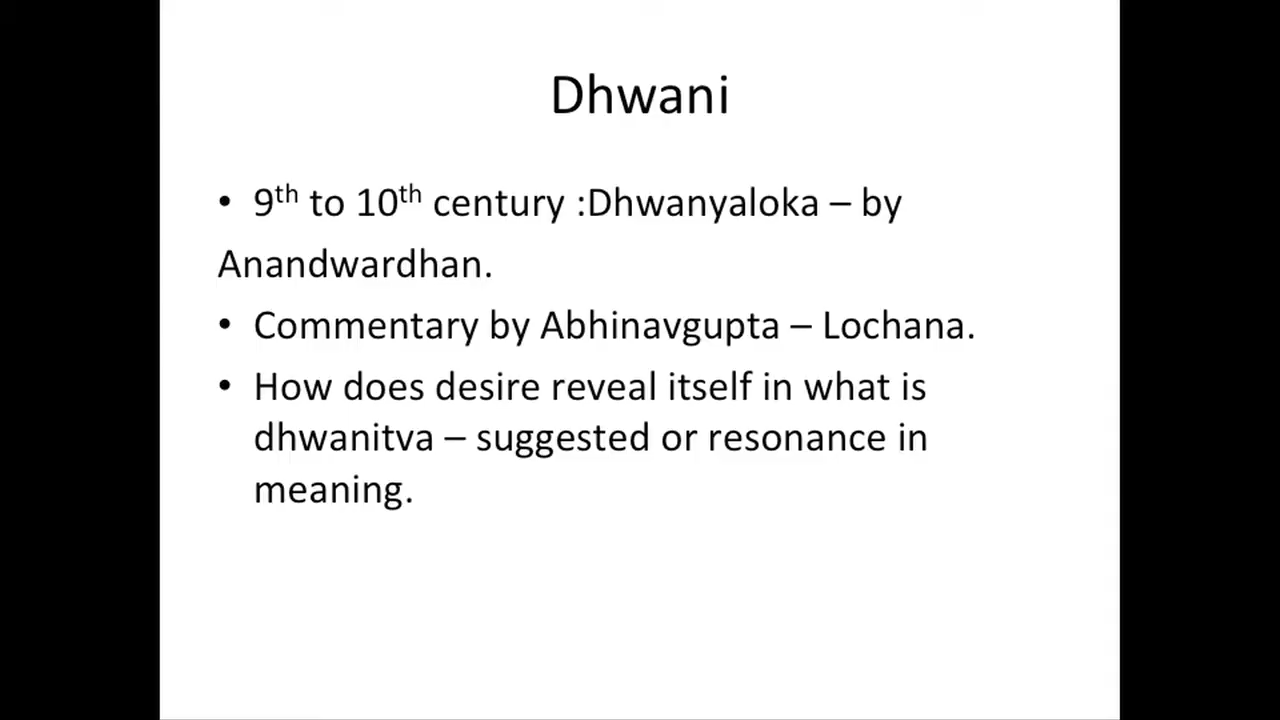 Dhwani
• 9th to 10th century :Dhwanyaloka – by
Anandwardhan.
• Commentary by Abhinavgupta – Lochana.
• How does desire reveal itself in what is
dhwanitva – suggested or resonance in
meaning.